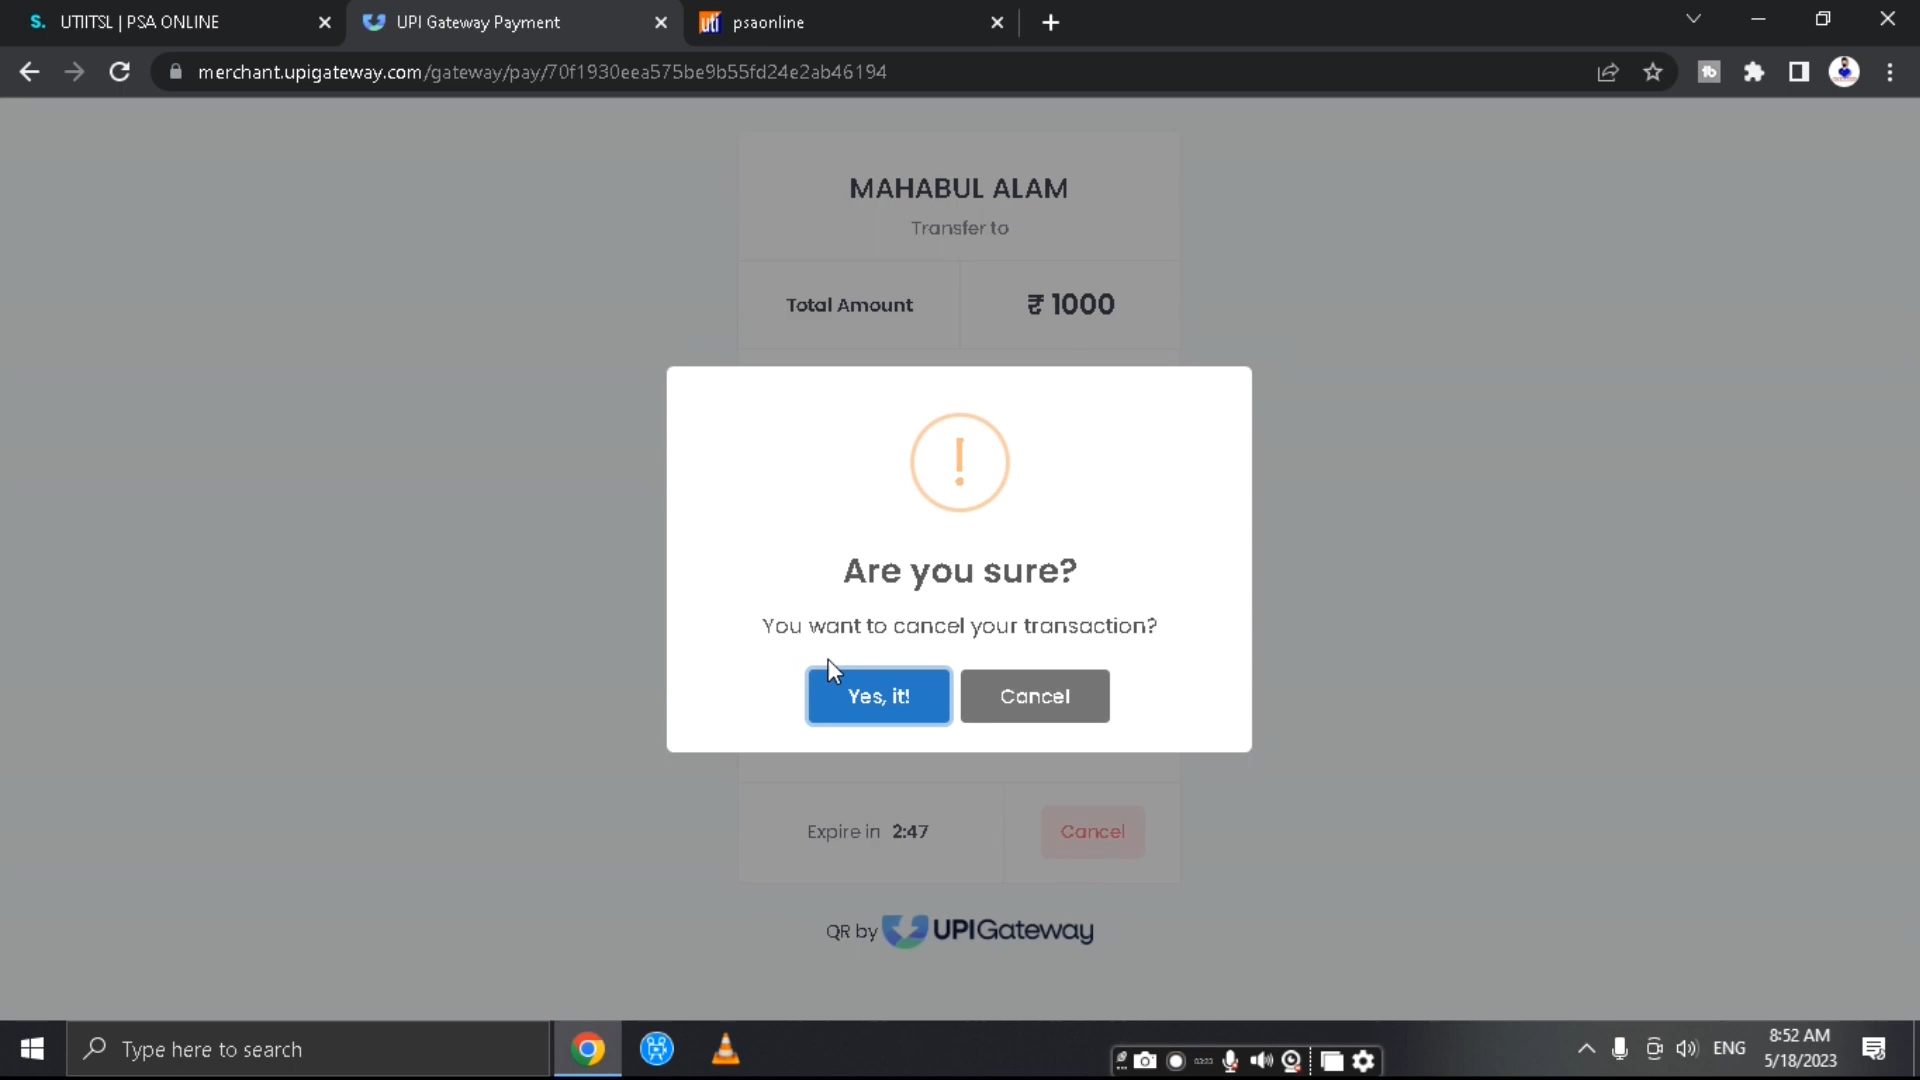 S. UTIITSL | PSA ONLINE
UPI Gateway Payment
uti psaonline
merchant.upigateway.com/gateway/pay/70f1930eea575be9b55fd24e2ab46194
MAHABUL ALAM
Transfer to
Total Amount
₹ 1000
!
Are you sure?
You want to cancel your transaction?
Yes, it!
Cancel
Expire in 2:47
Cancel
QR by UPIGateway
Type here to search
ENG
8:52 AM
5/18/2023